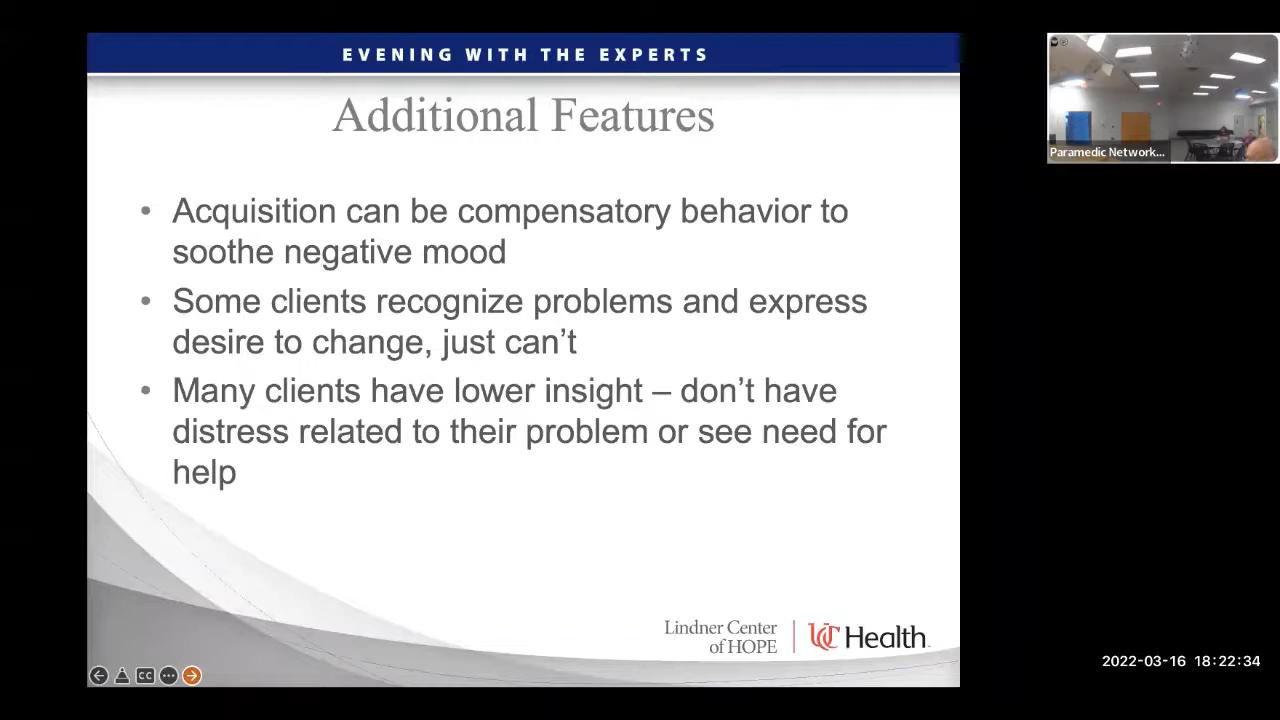 EVENING WITH THE EXPERTS
Additional Features
• Acquisition can be compensatory behavior to
soothe negative mood
• Some clients recognize problems and express
desire to change, just can’t
• Many clients have lower insight – don’t have
distress related to their problem or see need for
help
Lindner Center
of HOPE
UC Health
CC
Paramedic Network...
2022-03-16 18:22:34